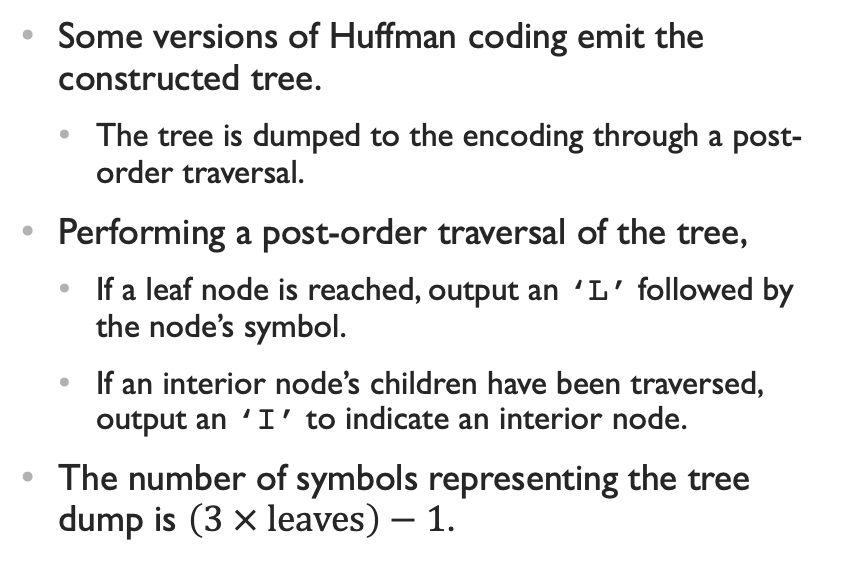 • Some versions of Huffman coding emit the
constructed tree.
• The tree is dumped to the encoding through a post-
order traversal.
• Performing a post-order traversal of the tree,
• If a leaf node is reached, output an ‘L’ followed by
the node’s symbol.
• If an interior node’s children have been traversed,
output an ‘I’ to indicate an interior node.
• The number of symbols representing the tree
dump is (3 × leaves) − 1.